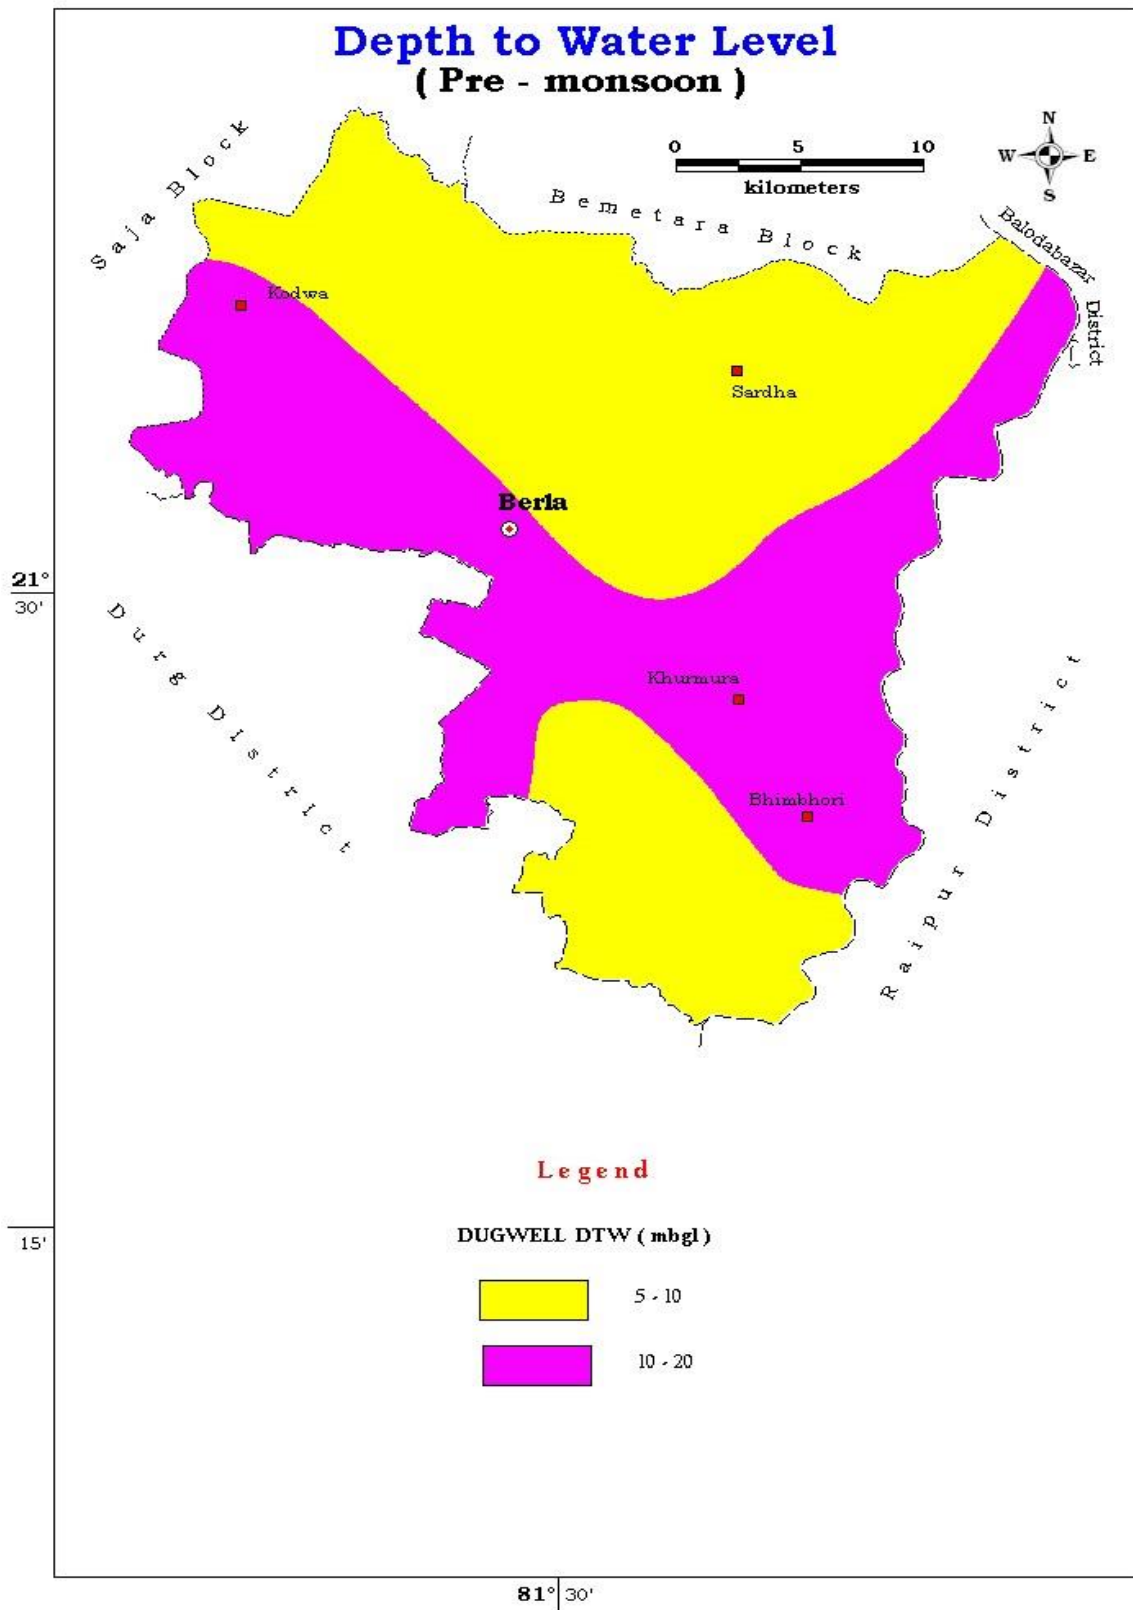 Depth to Water Level
( Pre - monsoon )
0 5 10
kilometers
N
W E
S
Saja Block
Bemetara Block
Balodabazar District
Kodwa
Sardha
Berla
21°
30'
Durg District
Khurmura
Bhimbhori
Raipur District
Legend
15'
DUGWELL DTW ( mbgl )
5 - 10
10 - 20
81° 30'